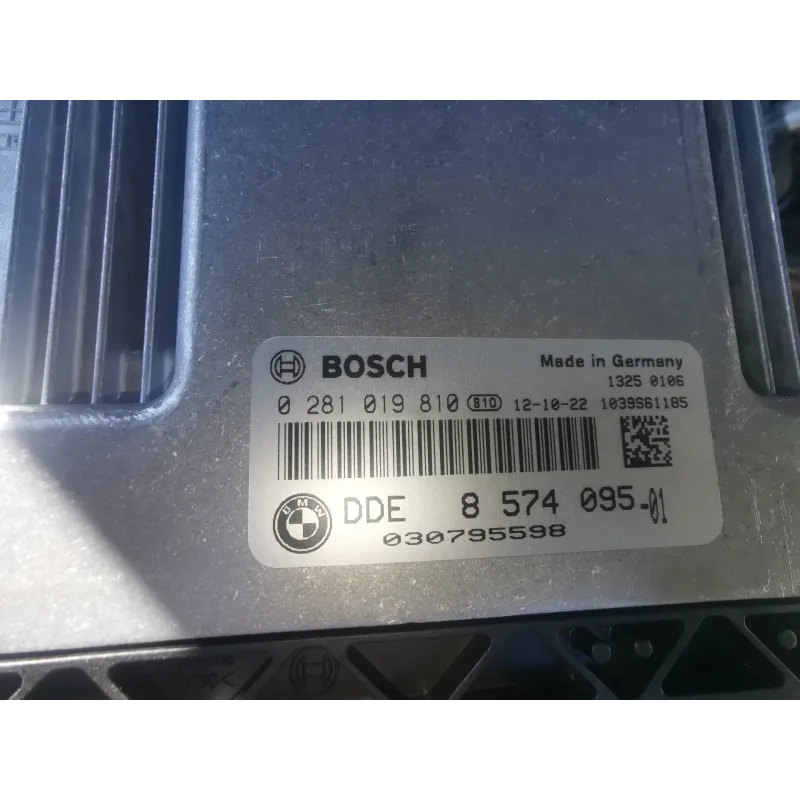 BOSCH
Made in Germany
1325 0106
0 281 019 810 810 12-10-22 1039S61185
BMW
DDE 8 574 095-01
030795598